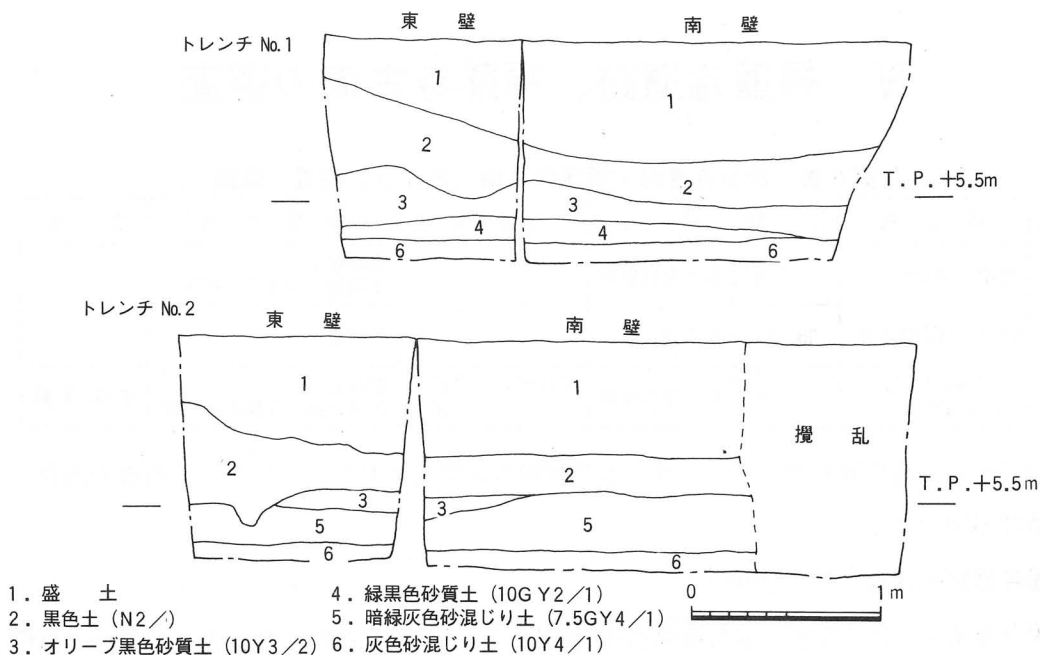 東 壁 南 壁
トレンチ No.1
1 1
2 2
T.P.+5.5m
3 3
4 4
6 6
トレンチ No.2
東 壁 南 壁
1 1
攪 乱
2 2
T.P.+5.5m
3 3
5 5
6 6
1. 盛 土
2. 黒色土 (N2/)
3. オリーブ黒色砂質土 (10Y3/2)
4. 緑黒色砂質土 (10GY2/1)
5. 暗緑灰色砂混じり土 (7.5GY4/1)
6. 灰色砂混じり土 (10Y4/1)
0 1m